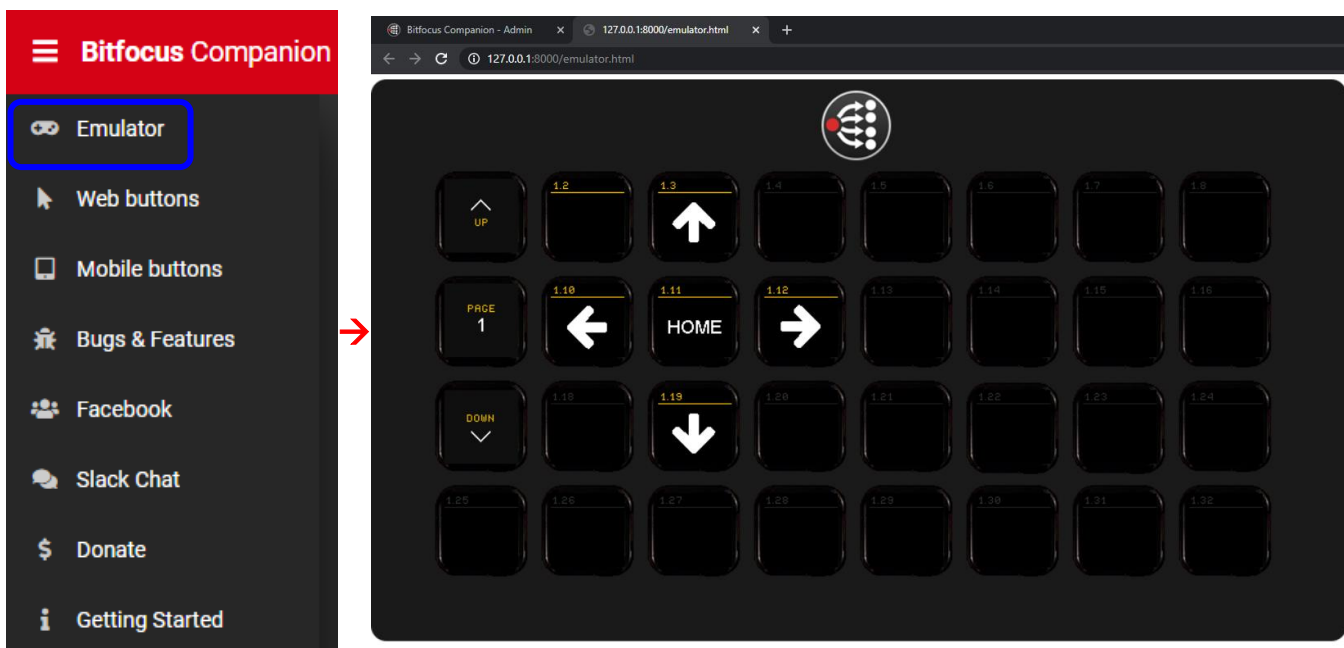 Bitfocus Companion
Emulator
Web buttons
Mobile buttons
Bugs & Features
Facebook
Slack Chat
$ Donate
Getting Started
Bitfocus Companion - Admin
127.0.0.1:8000/emulator.html
127.0.0.1:8000/emulator.html
UP 1.2 1.3 1.4 1.5 1.6 1.7 1.8
PAGE 1 1.10 1.11 HOME 1.12 1.13 1.14 1.15 1.16
DOWN 1.18 1.19 1.20 1.21 1.22 1.23 1.24
1.25 1.26 1.27 1.28 1.29 1.30 1.31 1.32